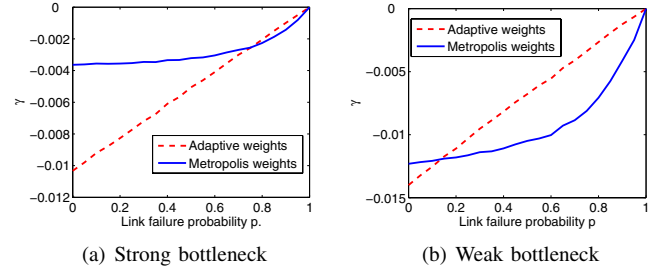 0
−0.002
−0.004
−0.006
−0.008
−0.01
−0.012
γ
Adaptive weights
Metropolis weights
0 0.2 0.4 0.6 0.8 1
Link failure probability p.
(a) Strong bottleneck
0
−0.005
−0.01
−0.015
γ
Adaptive weights
Metropolis weights
0 0.2 0.4 0.6 0.8 1
Link failure probability p
(b) Weak bottleneck